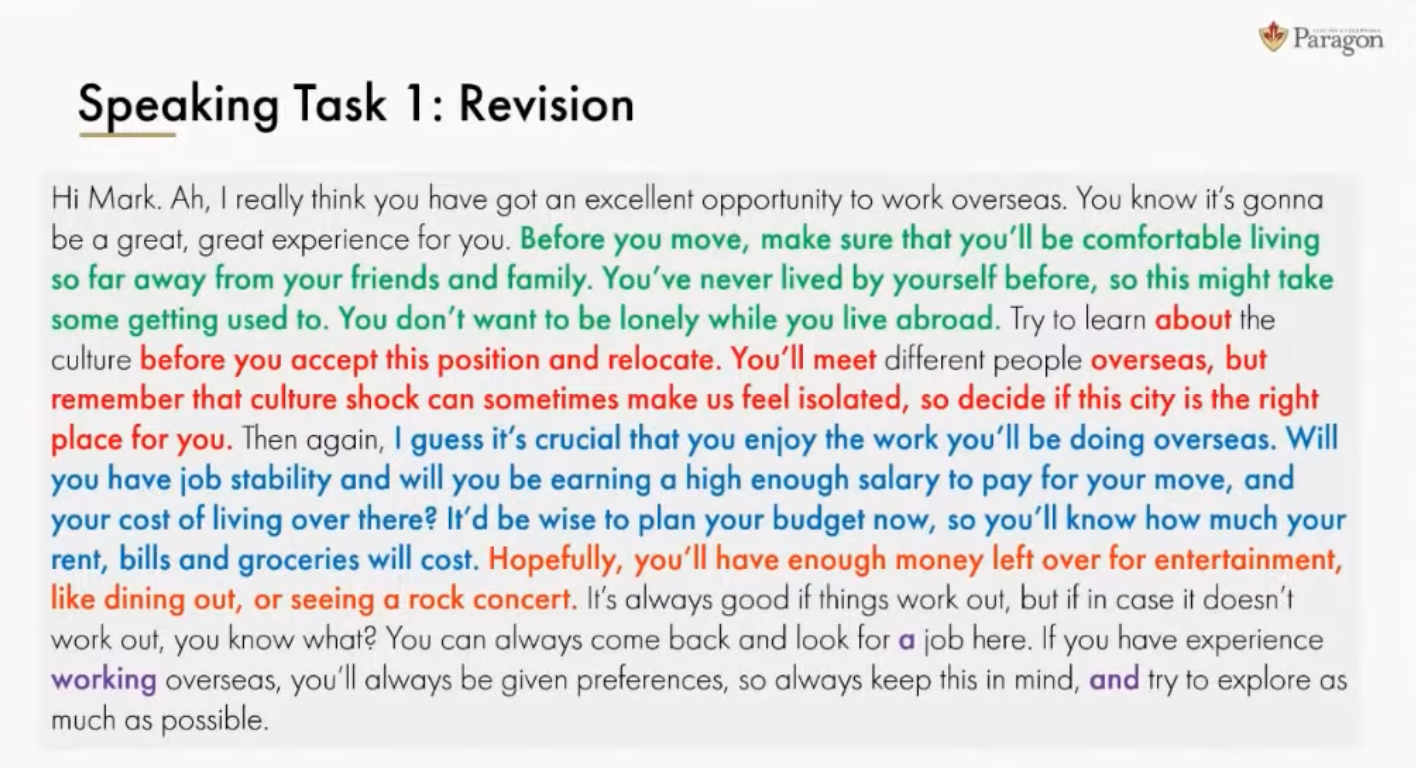 Paragon
Speaking Task 1: Revision
Hi Mark. Ah, I really think you have got an excellent opportunity to work overseas. You know it's gonna
be a great, great experience for you. Before you move, make sure that you'll be comfortable living
so far away from your friends and family. You've never lived by yourself before, so this might take
some getting used to. You don't want to be lonely while you live abroad. Try to learn about the
culture before you accept this position and relocate. You'll meet different people overseas, but
remember that culture shock can sometimes make us feel isolated, so decide if this city is the right
place for you. Then again, I guess it's crucial that you enjoy the work you'll be doing overseas. Will
you have job stability and will you be earning a high enough salary to pay for your move, and
your cost of living over there? It'd be wise to plan your budget now, so you'll know how much your
rent, bills and groceries will cost. Hopefully, you'll have enough money left over for entertainment,
like dining out, or seeing a rock concert. It's always good if things work out, but if in case it doesn't
work out, you know what? You can always come back and look for a job here. If you have experience
working overseas, you'll always be given preferences, so always keep this in mind, and try to explore as
much as possible.